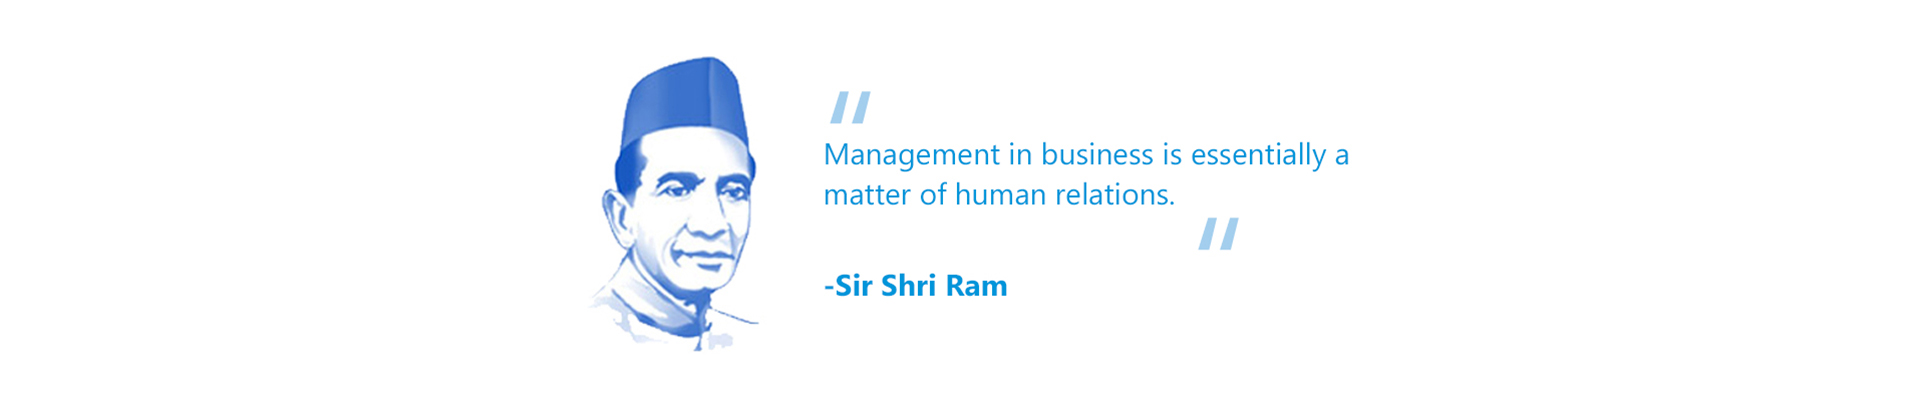 "
Management in business is essentially a
matter of human relations.
"
-Sir Shri Ram